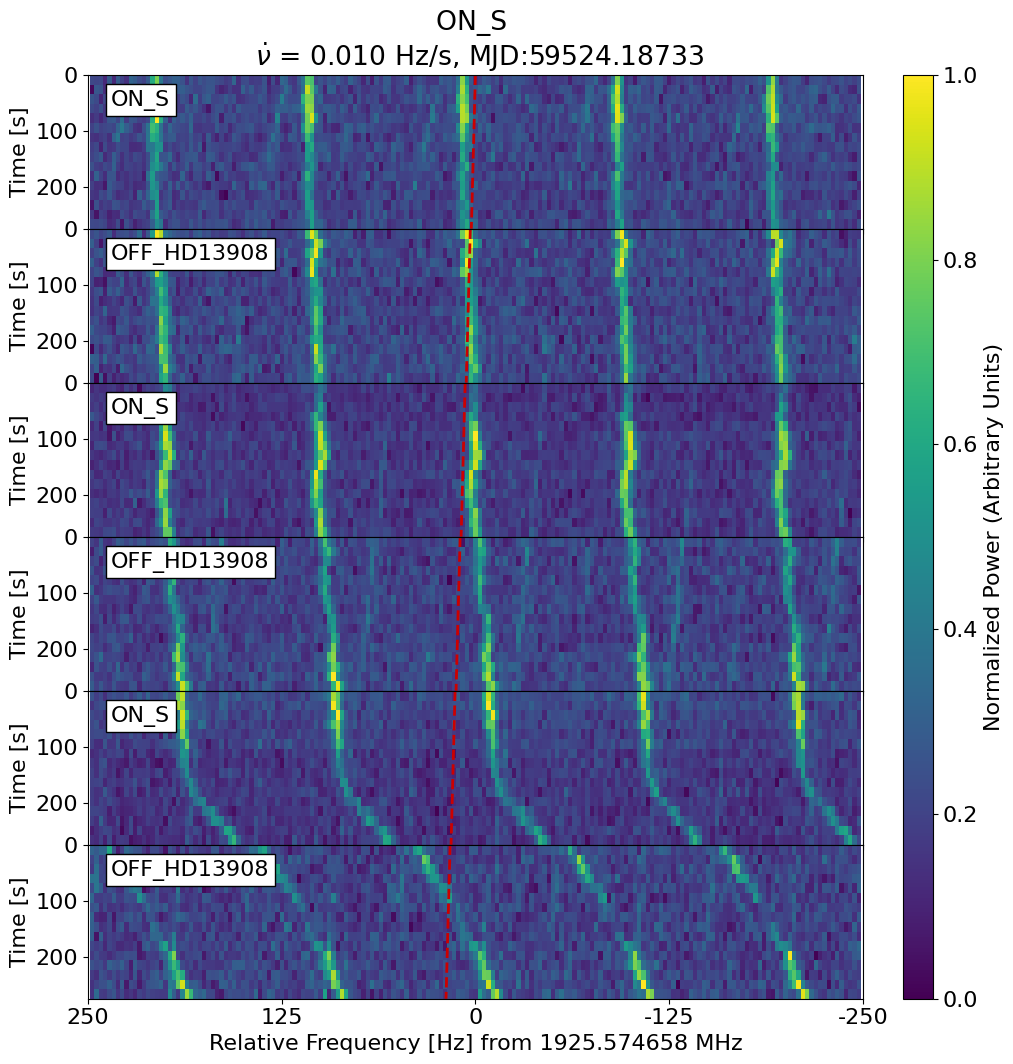 ON_S
ν̇ = 0.010 Hz/s, MJD:59524.18733
0
100
200
Time [s]
ON_S
0
100
200
Time [s]
OFF_HD13908
0
100
200
Time [s]
ON_S
0
100
200
Time [s]
OFF_HD13908
0
100
200
Time [s]
ON_S
0
100
200
Time [s]
OFF_HD13908
250 125 0 -125 -250
Relative Frequency [Hz] from 1925.574658 MHz
1.0
0.8
0.6
0.4
0.2
0.0
Normalized Power (Arbitrary Units)